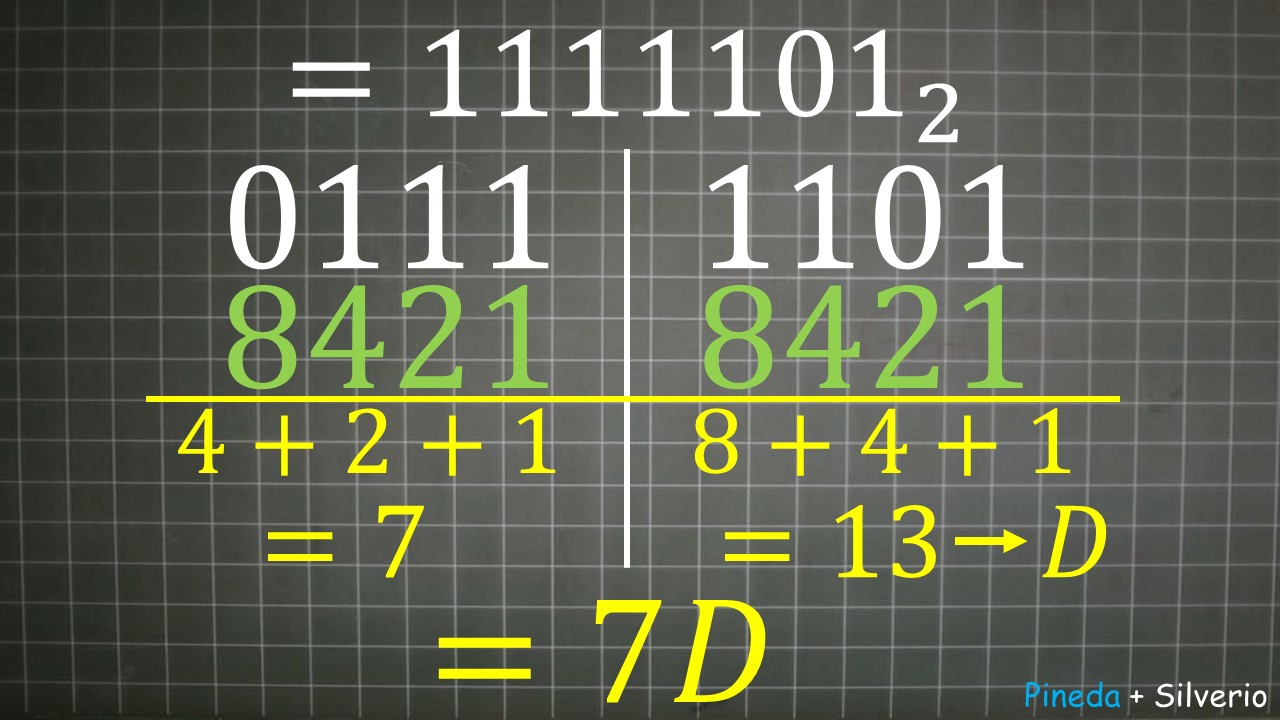 = 1111101₂
0111 1101
8421 8421
4 + 2 + 1 8 + 4 + 1
= 7 = 13 → D
= 7D
Pineda + Silverio